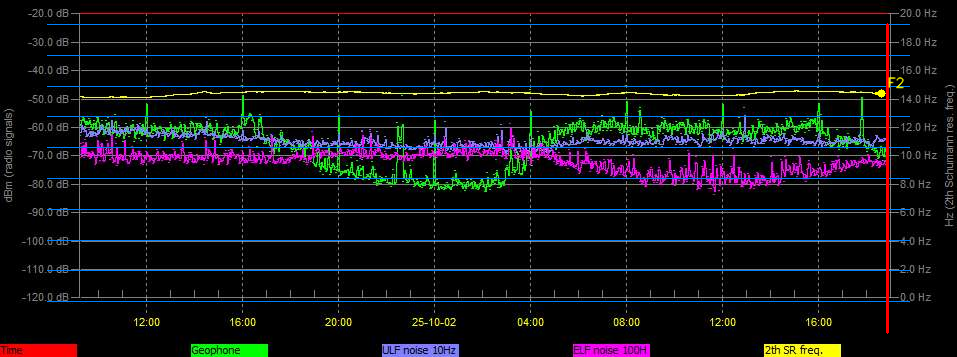 -20.0 dB 20.0 Hz
-30.0 dB 18.0 Hz
-40.0 dB 16.0 Hz
F2
-50.0 dB 14.0 Hz
-60.0 dB 12.0 Hz
-70.0 dB 10.0 Hz
-80.0 dB 8.0 Hz
-90.0 dB 6.0 Hz
-100.0 dB 4.0 Hz
-110.0 dB 2.0 Hz
-120.0 dB 0.0 Hz
dBm (radio signals)
Hz (2th Schumann res. freq.)
12:00 16:00 20:00 25-10-02 04:00 08:00 12:00 16:00
Time Geophone ULF noise 10Hz ELF noise 100H 2th SR freq.